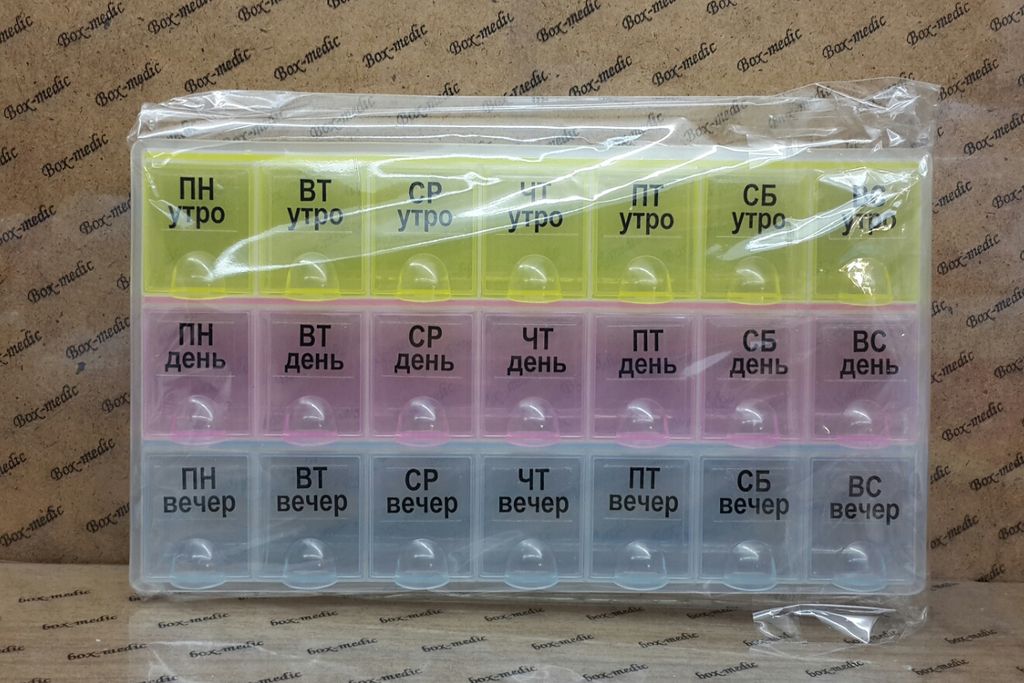 ПН ВТ СР ЧТ ПТ СБ ВС
утро утро утро утро утро утро утро
ПН ВТ СР ЧТ ПТ СБ ВС
день день день день день день день
ПН ВТ СР ЧТ ПТ СБ ВС
вечер вечер вечер вечер вечер вечер вечер
Box-medic